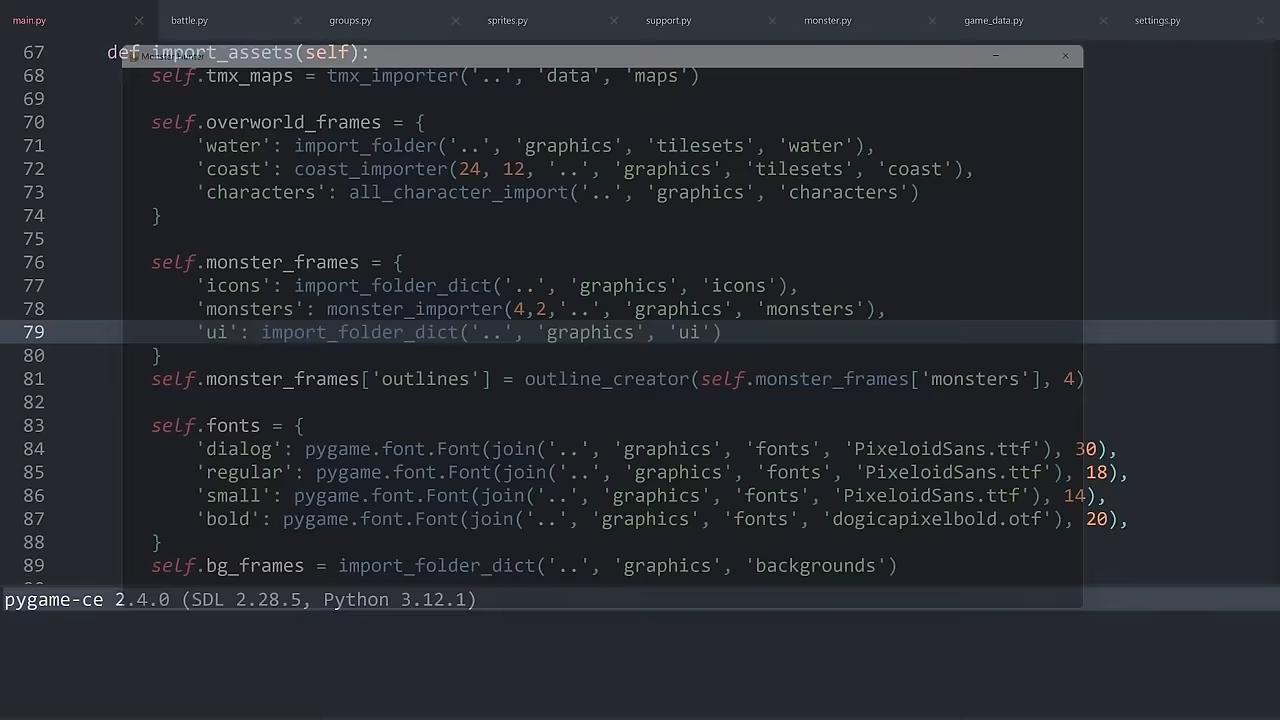 main.py battle.py groups.py sprites.py support.py monster.py game_data.py settings.py
67 def import_assets(self):
68 self.tmx_maps = tmx_importer('..', 'data', 'maps')
69
70 self.overworld_frames = {
71 'water': import_folder('..', 'graphics', 'tilesets', 'water'),
72 'coast': coast_importer(24, 12, '..', 'graphics', 'tilesets', 'coast'),
73 'characters': all_character_import('..', 'graphics', 'characters')
74 }
75
76 self.monster_frames = {
77 'icons': import_folder_dict('..', 'graphics', 'icons'),
78 'monsters': monster_importer(4,2,'..', 'graphics', 'monsters'),
79 'ui': import_folder_dict('..', 'graphics', 'ui')
80 }
81 self.monster_frames['outlines'] = outline_creator(self.monster_frames['monsters'], 4)
82
83 self.fonts = {
84 'dialog': pygame.font.Font(join('..', 'graphics', 'fonts', 'PixeloidSans.ttf'), 30),
85 'regular': pygame.font.Font(join('..', 'graphics', 'fonts', 'PixeloidSans.ttf'), 18),
86 'small': pygame.font.Font(join('..', 'graphics', 'fonts', 'PixeloidSans.ttf'), 14),
87 'bold': pygame.font.Font(join('..', 'graphics', 'fonts', 'dogicapixelbold.otf'), 20),
88 }
89 self.bg_frames = import_folder_dict('..', 'graphics', 'backgrounds')
pygame-ce 2.4.0 (SDL 2.28.5, Python 3.12.1)